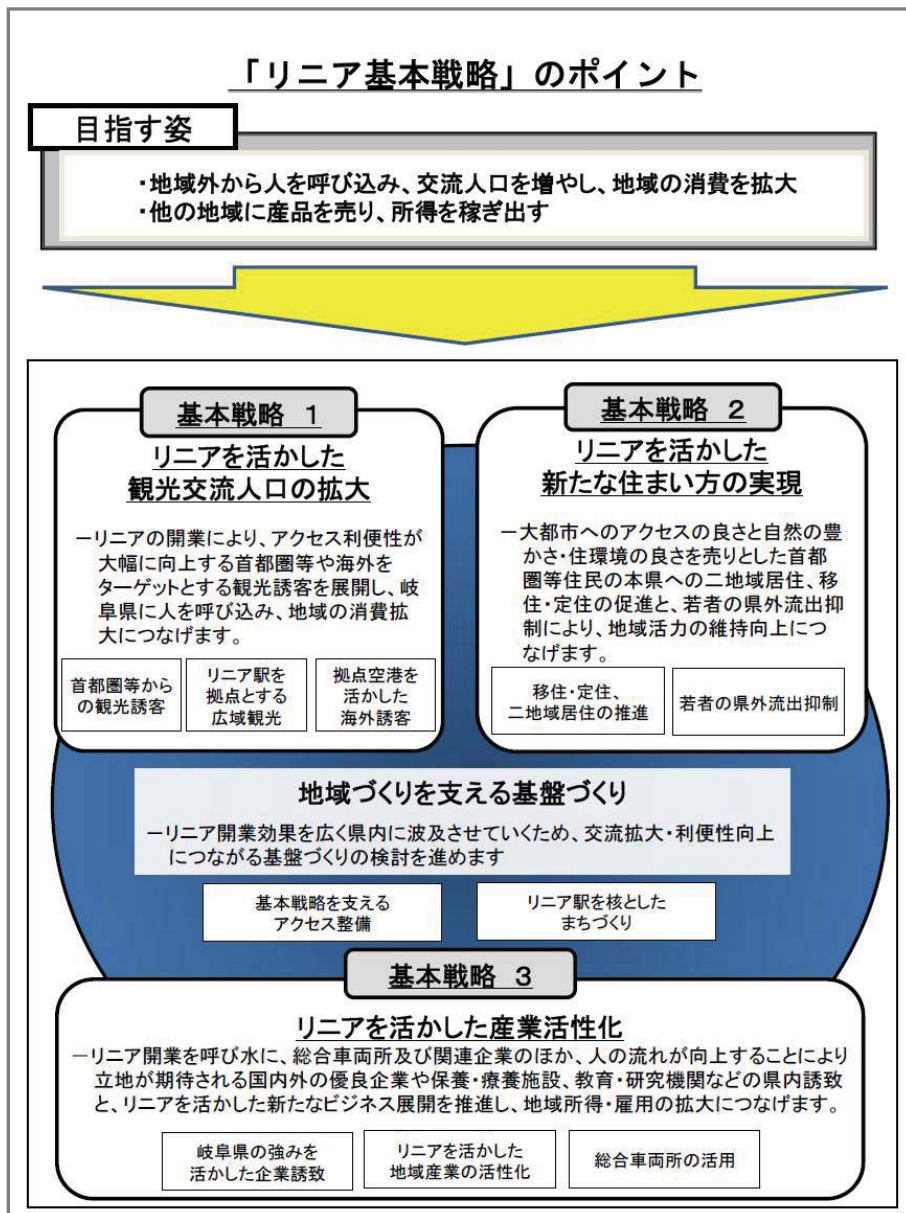 「リニア基本戦略」のポイント
目指す姿
・地域外から人を呼び込み、交流人口を増やし、地域の消費を拡大
・他の地域に産品を売り、所得を稼ぎ出す
基本戦略 1
リニアを活かした
観光交流人口の拡大
－リニアの開業により、アクセス利便性が
大幅に向上する首都圏等や海外を
ターゲットとする観光誘客を展開し、岐
阜県に人を呼び込み、地域の消費拡
大につなげます。
首都圏等から
の観光誘客
リニア駅を
拠点とする
広域観光
拠点空港を
活かした
海外誘客
基本戦略 2
リニアを活かした
新たな住まい方の実現
－大都市へのアクセスの良さと自然の豊
かさ・住環境の良さを売りとした首都
圏等住民の本県への二地域居住、移
住・定住の促進と、若者の県外流出抑
制により、地域活力の維持向上につ
なげます。
移住・定住、
二地域居住の推進
若者の県外流出抑制
地域づくりを支える基盤づくり
－リニア開業効果を広く県内に波及させていくため、交流拡大・利便性向上
につながる基盤づくりの検討を進めます
基本戦略を支える
アクセス整備
リニア駅を核とした
まちづくり
基本戦略 3
リニアを活かした産業活性化
－リニア開業を呼び水に、総合車両所及び関連企業のほか、人の流れが向上することにより
立地が期待される国内外の優良企業や保養・療養施設、教育・研究機関などの県内誘致
と、リニアを活かした新たなビジネス展開を推進し、地域所得・雇用の拡大につなげます。
岐阜県の強みを
活かした企業誘致
リニアを活かした
地域産業の活性化
総合車両所の活用